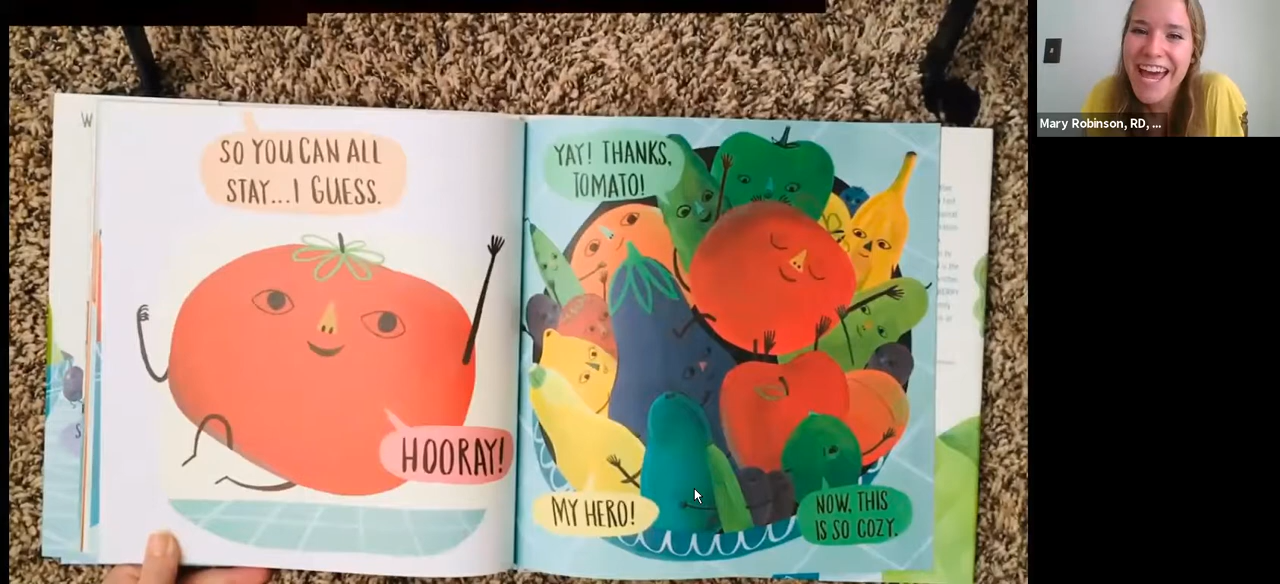 SO YOU CAN ALL
STAY...I GUESS.
HOORAY!
YAY! THANKS,
TOMATO!
MY HERO!
NOW, THIS
IS SO COZY.
Mary Robinson, RD, ...